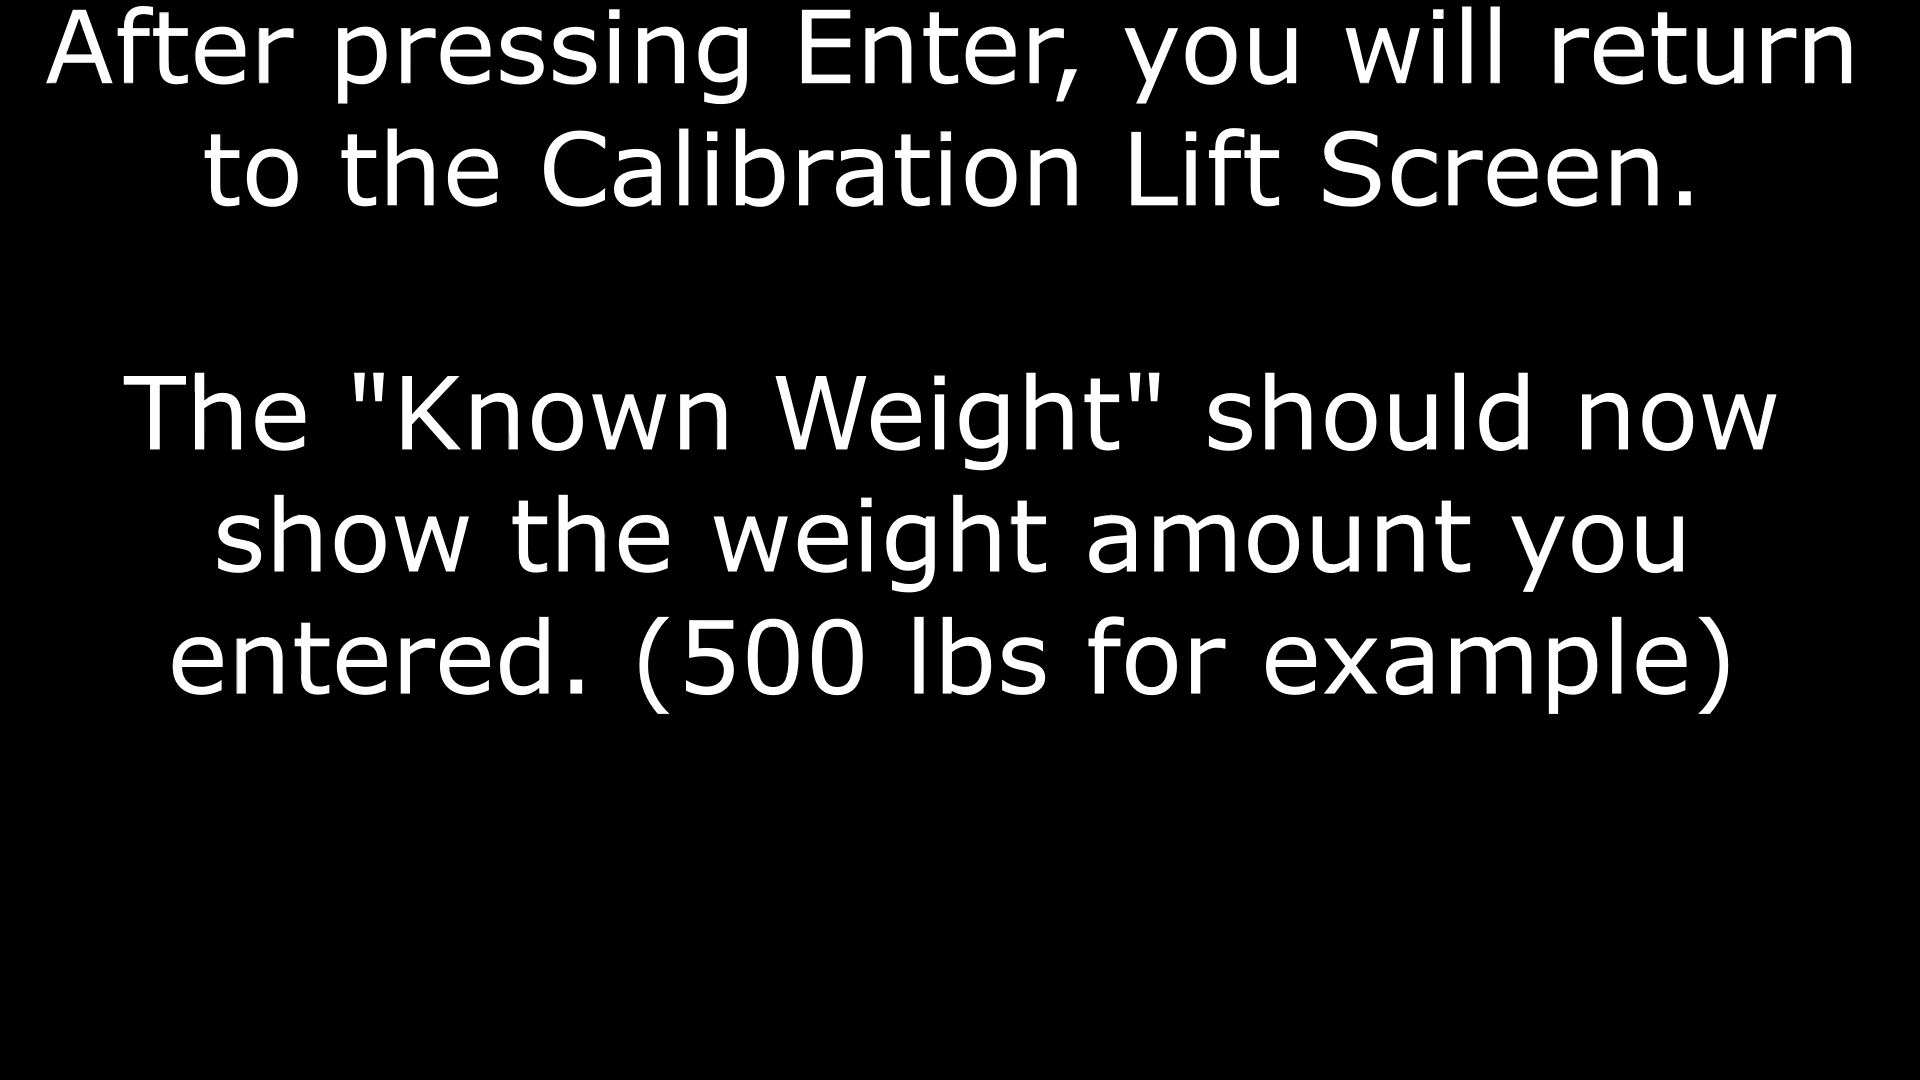 After pressing Enter, you will return
to the Calibration Lift Screen.
The "Known Weight" should now
show the weight amount you
entered. (500 lbs for example)